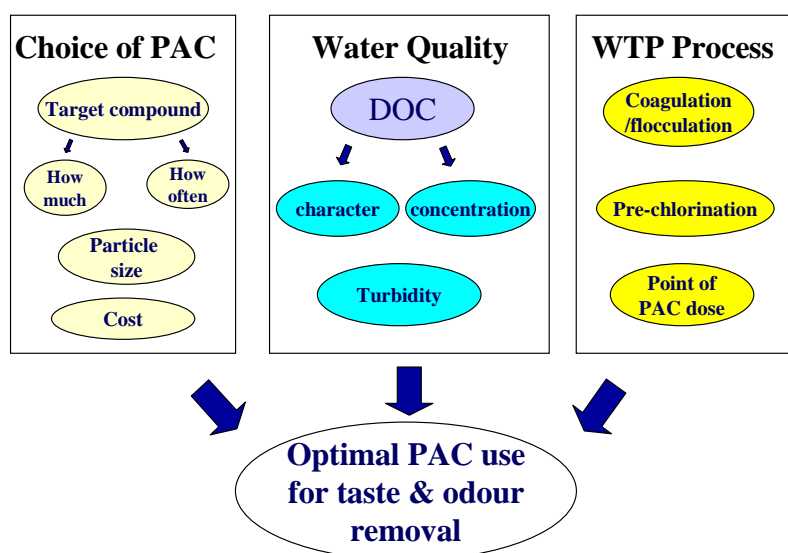 Choice of PAC
Target compound
How
much
How
often
Particle
size
Cost
Water Quality
DOC
character
concentration
Turbidity
WTP Process
Coagulation
/flocculation
Pre-chlorination
Point of
PAC dose
Optimal PAC use
for taste & odour
removal